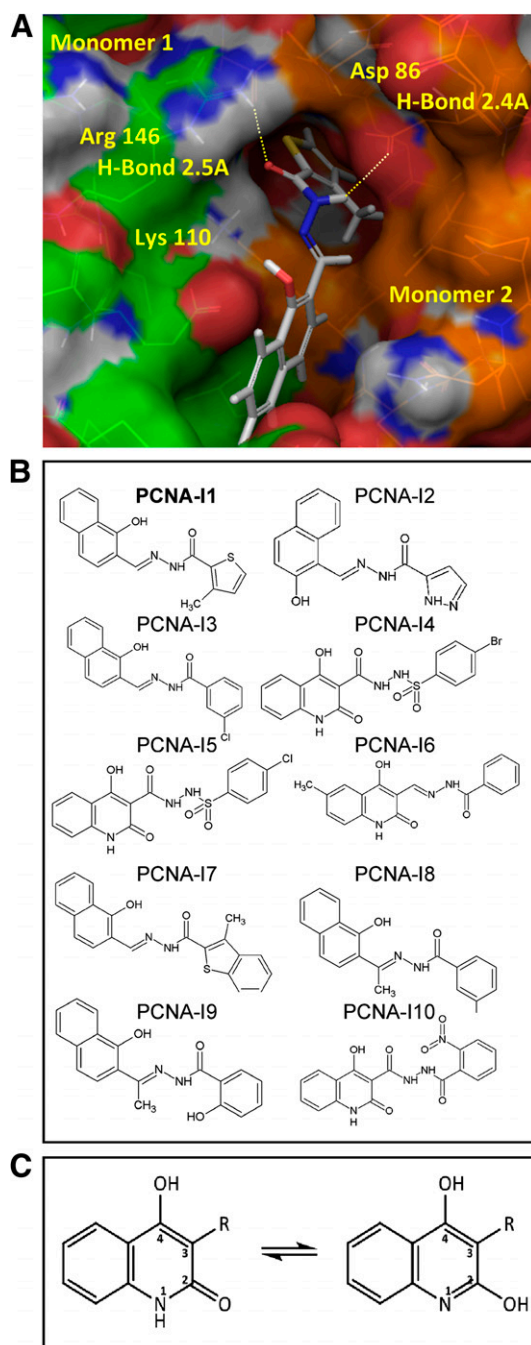 A
Monomer 1
Asp 86
H-Bond 2.4A
Arg 146
H-Bond 2.5A
Lys 110
Monomer 2
B
PCNA-I1
PCNA-I2
OH
O
N
NH
S
H₃C
O
N
NH
OH
NH
N
PCNA-I3
PCNA-I4
OH
O
N
NH
Cl
OH
O
NH
NH
S
O
O
Br
N
H
O
PCNA-I5
PCNA-I6
OH
O
NH
NH
S
O
O
Cl
N
H
O
OH
H₃C
N
NH
O
N
H
O
PCNA-I7
PCNA-I8
OH
O
N
NH
CH₃
S
OH
N
NH
O
CH₃
PCNA-I9
PCNA-I10
OH
O
N
NH
CH₃
HO
O
N
O
OH
O
NH
NH
O
N
H
O
C
OH
4
R
3
2
1
N
H
O
OH
4
R
3
2
1
N
OH